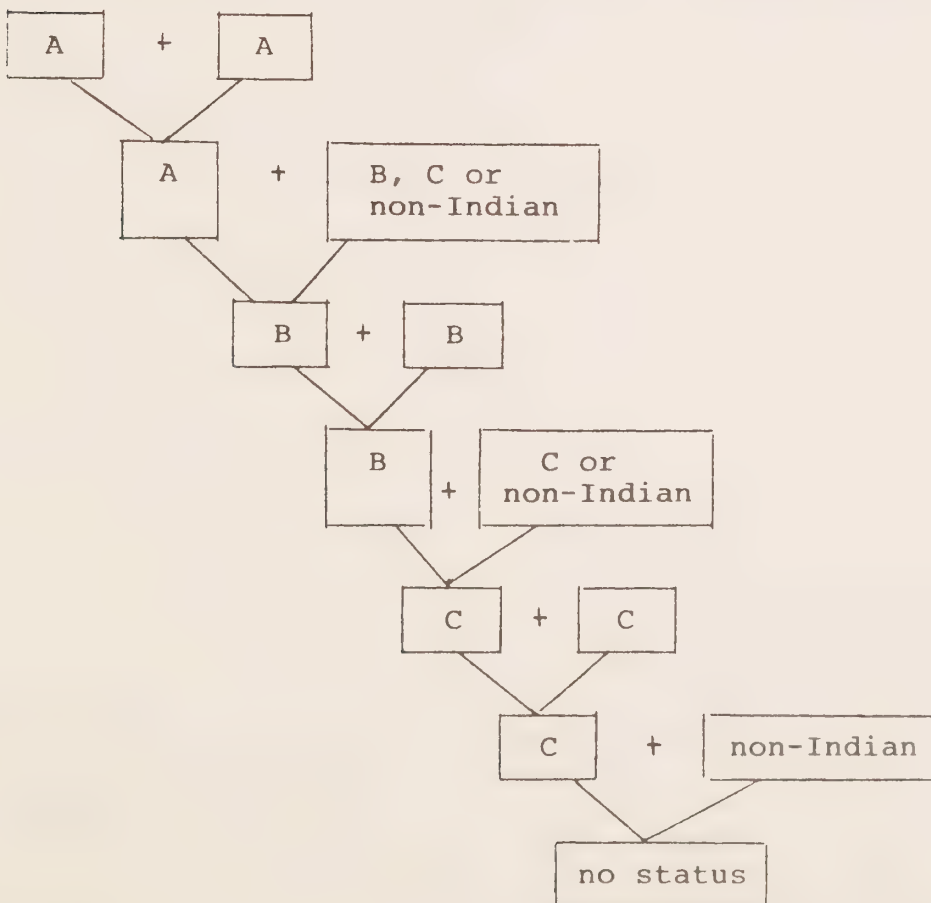 A + A
A + B, C or
non-Indian
B + B
B + C or
non-Indian
C + C
C + non-Indian
no status